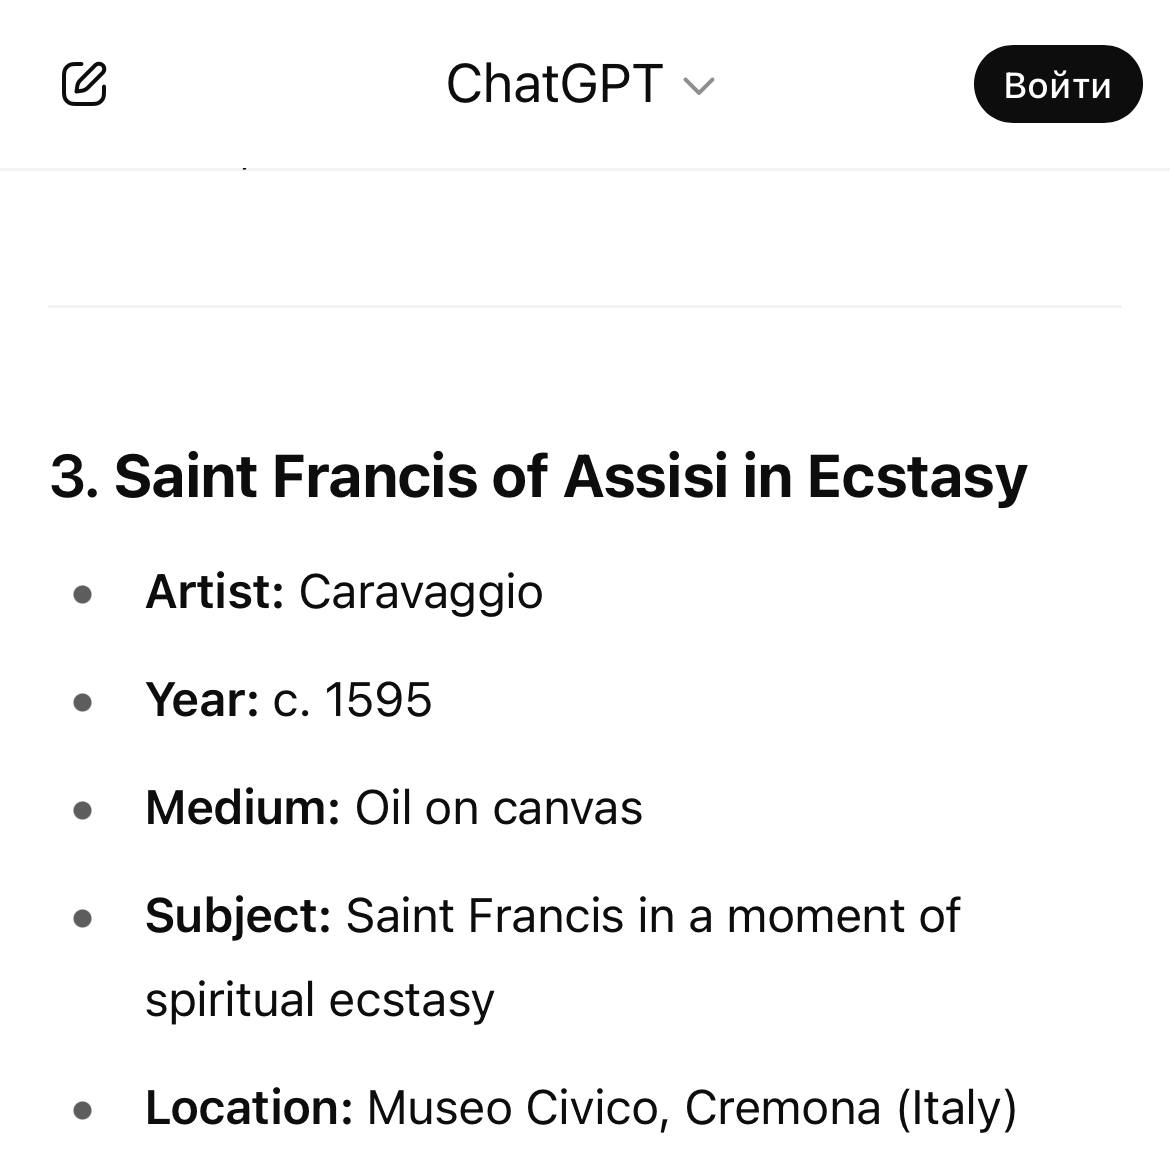 ChatGPT
Войти
3. Saint Francis of Assisi in Ecstasy
• Artist: Caravaggio
• Year: c. 1595
• Medium: Oil on canvas
• Subject: Saint Francis in a moment of
spiritual ecstasy
• Location: Museo Civico, Cremona (Italy)